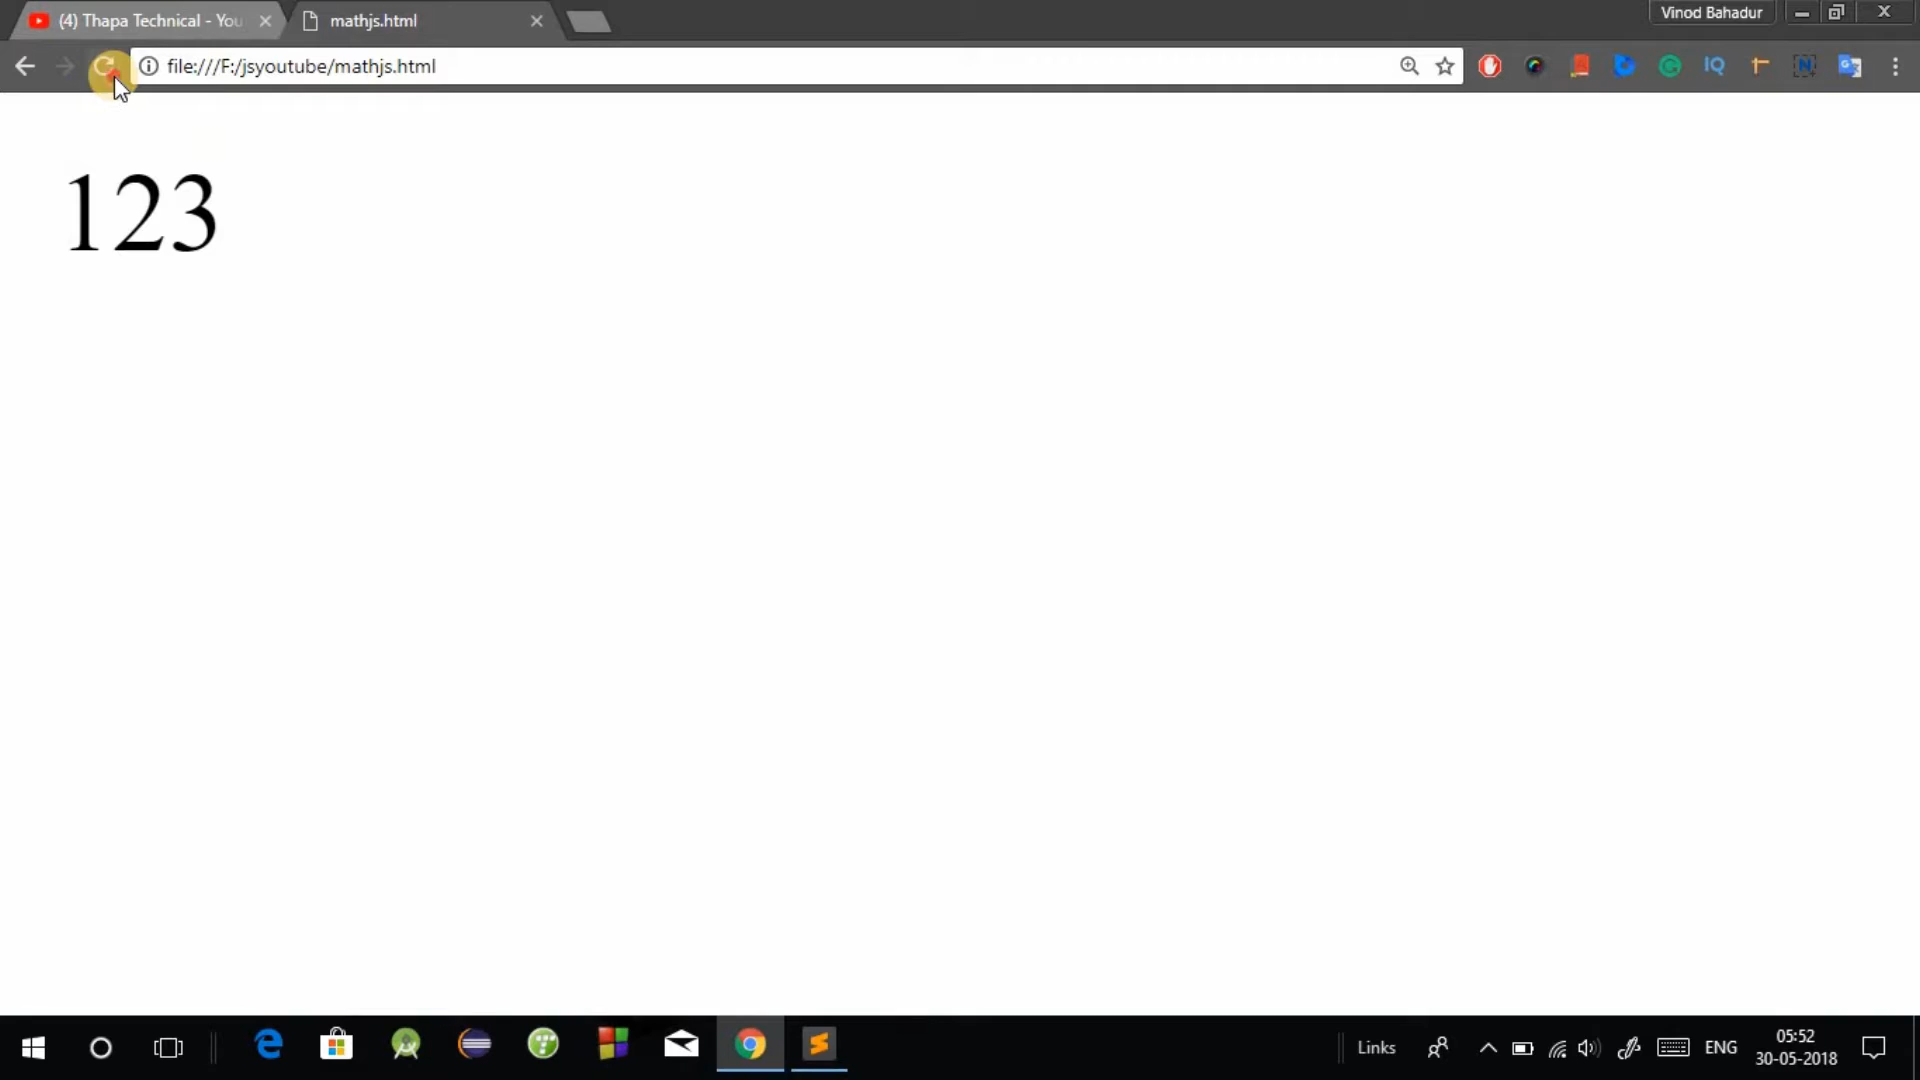 (4) Thapa Technical - You
mathjs.html
Vinod Bahadur
file:///F:/jsyoutube/mathjs.html
IQ
N
123
Links
ENG
05:52
30-05-2018